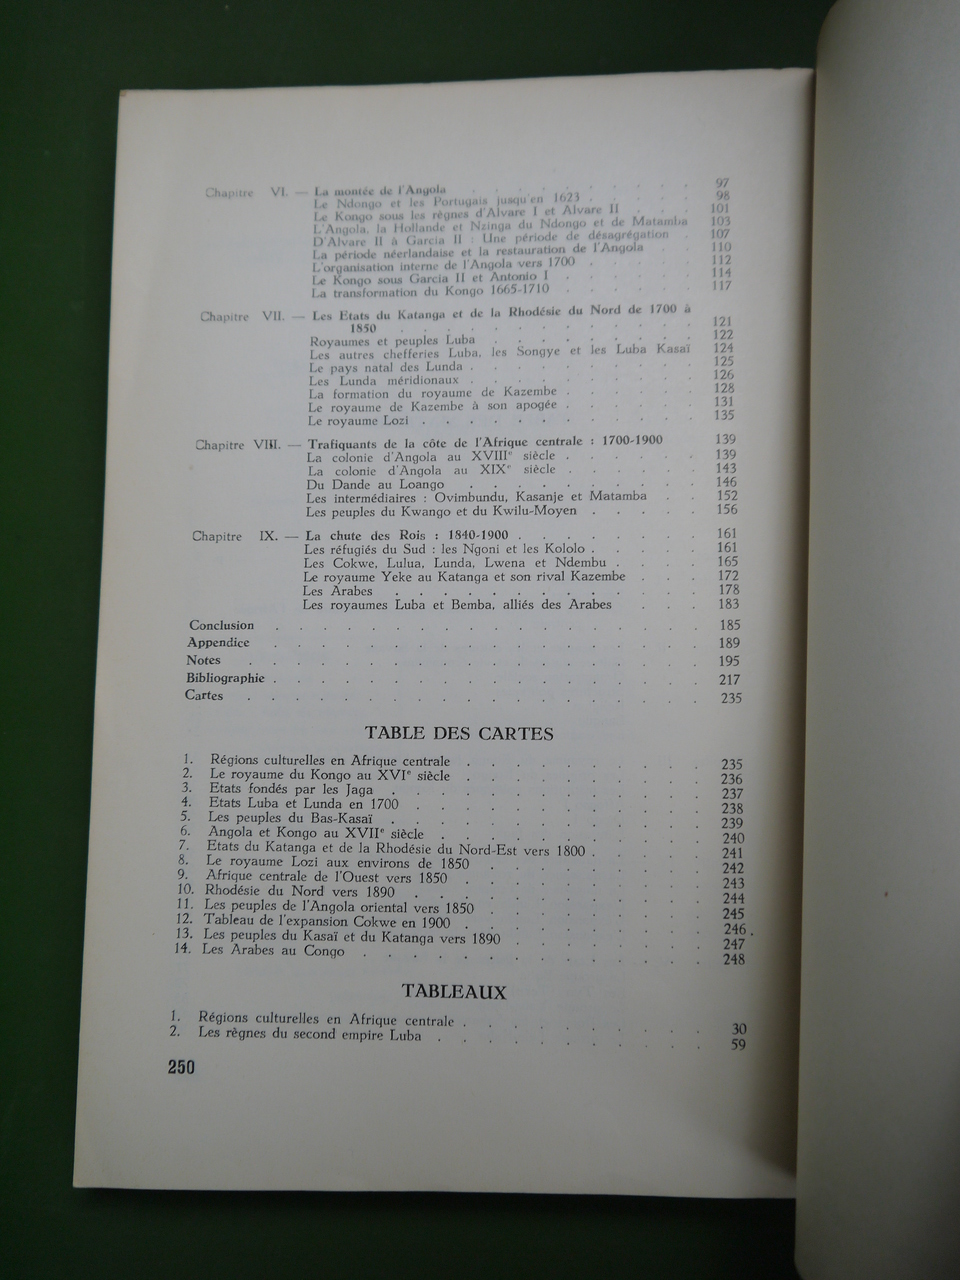 Chapitre VI. — La montée de l'Angola . . . . . . . . 97
Le Ndongo et les Portugais jusqu'en 1623 . . . . . 98
Le Kongo sous les règnes d'Alvare I et Alvare II . . . 101
L'Angola, la Hollande et Nzinga du Ndongo et de Matamba 103
D'Alvare II à Garcia II : Une période de désagrégation . 107
La période néerlandaise et la restauration de l'Angola . . 110
L'organisation interne de l'Angola vers 1700 . . . . . 112
Le Kongo sous Garcia II et Antonio I . . . . . . 114
La transformation du Kongo 1665-1710 . . . . . . 117
Chapitre VII. — Les Etats du Katanga et de la Rhodésie du Nord de 1700 à
1850 . . . . . . . . . . . . . 121
Royaumes et peuples Luba . . . . . . . . . 122
Les autres chefferies Luba, les Songye et les Luba Kasaï 124
Le pays natal des Lunda . . . . . . . . . . 125
Les Lunda méridionaux . . . . . . . . . . 126
La formation du royaume de Kazembe . . . . . . 128
Le royaume de Kazembe à son apogée . . . . . . 131
Le royaume Lozi . . . . . . . . . . . . 135
Chapitre VIII. — Trafiquants de la côte de l'Afrique centrale : 1700-1900 139
La colonie d'Angola au XVIIIe siècle . . . . . . 139
La colonie d'Angola au XIXe siècle . . . . . . 143
Du Dande au Loango . . . . . . . . . . 146
Les intermédiaires : Ovimbundu, Kasanje et Matamba . . 152
Les peuples du Kwango et du Kwilu-Moyen . . . . . 156
Chapitre IX. — La chute des Rois : 1840-1900 . . . . . . . . 161
Les réfugiés du Sud : les Ngoni et les Kololo . . . . . 161
Les Cokwe, Lulua, Lunda, Lwena et Ndembu . . . . 165
Le royaume Yeke au Katanga et son rival Kazembe . . . 172
Les Arabes . . . . . . . . . . . . 178
Les royaumes Luba et Bemba, alliés des Arabes . . . 183
Conclusion . . . . . . . . . . . . . . 185
Appendice . . . . . . . . . . . . . . 189
Notes . . . . . . . . . . . . . . . 195
Bibliographie . . . . . . . . . . . . . . 217
Cartes . . . . . . . . . . . . . . . 235
TABLE DES CARTES
1. Régions culturelles en Afrique centrale . . . . . . . . 235
2. Le royaume du Kongo au XVIe siècle . . . . . . . . 236
3. Etats fondés par les Jaga . . . . . . . . . . 237
4. Etats Luba et Lunda en 1700 . . . . . . . . . 238
5. Les peuples du Bas-Kasaï . . . . . . . . . . 239
6. Angola et Kongo au XVIIe siècle . . . . . . . . . 240
7. Etats du Katanga et de la Rhodésie du Nord-Est vers 1800 . . . . 241
8. Le royaume Lozi aux environs de 1850 . . . . . . . 242
9. Afrique centrale de l'Ouest vers 1850 . . . . . . . . 243
10. Rhodésie du Nord vers 1890 . . . . . . . . . 244
11. Les peuples de l'Angola oriental vers 1850 . . . . . . . 245
12. Tableau de l'expansion Cokwe en 1900 . . . . . . . . 246
13. Les peuples du Kasaï et du Katanga vers 1890 . . . . . . 247
14. Les Arabes au Congo . . . . . . . . . . . 248
TABLEAUX
1. Régions culturelles en Afrique centrale . . . . . . . . 30
2. Les règnes du second empire Luba . . . . . . . . . 59
250